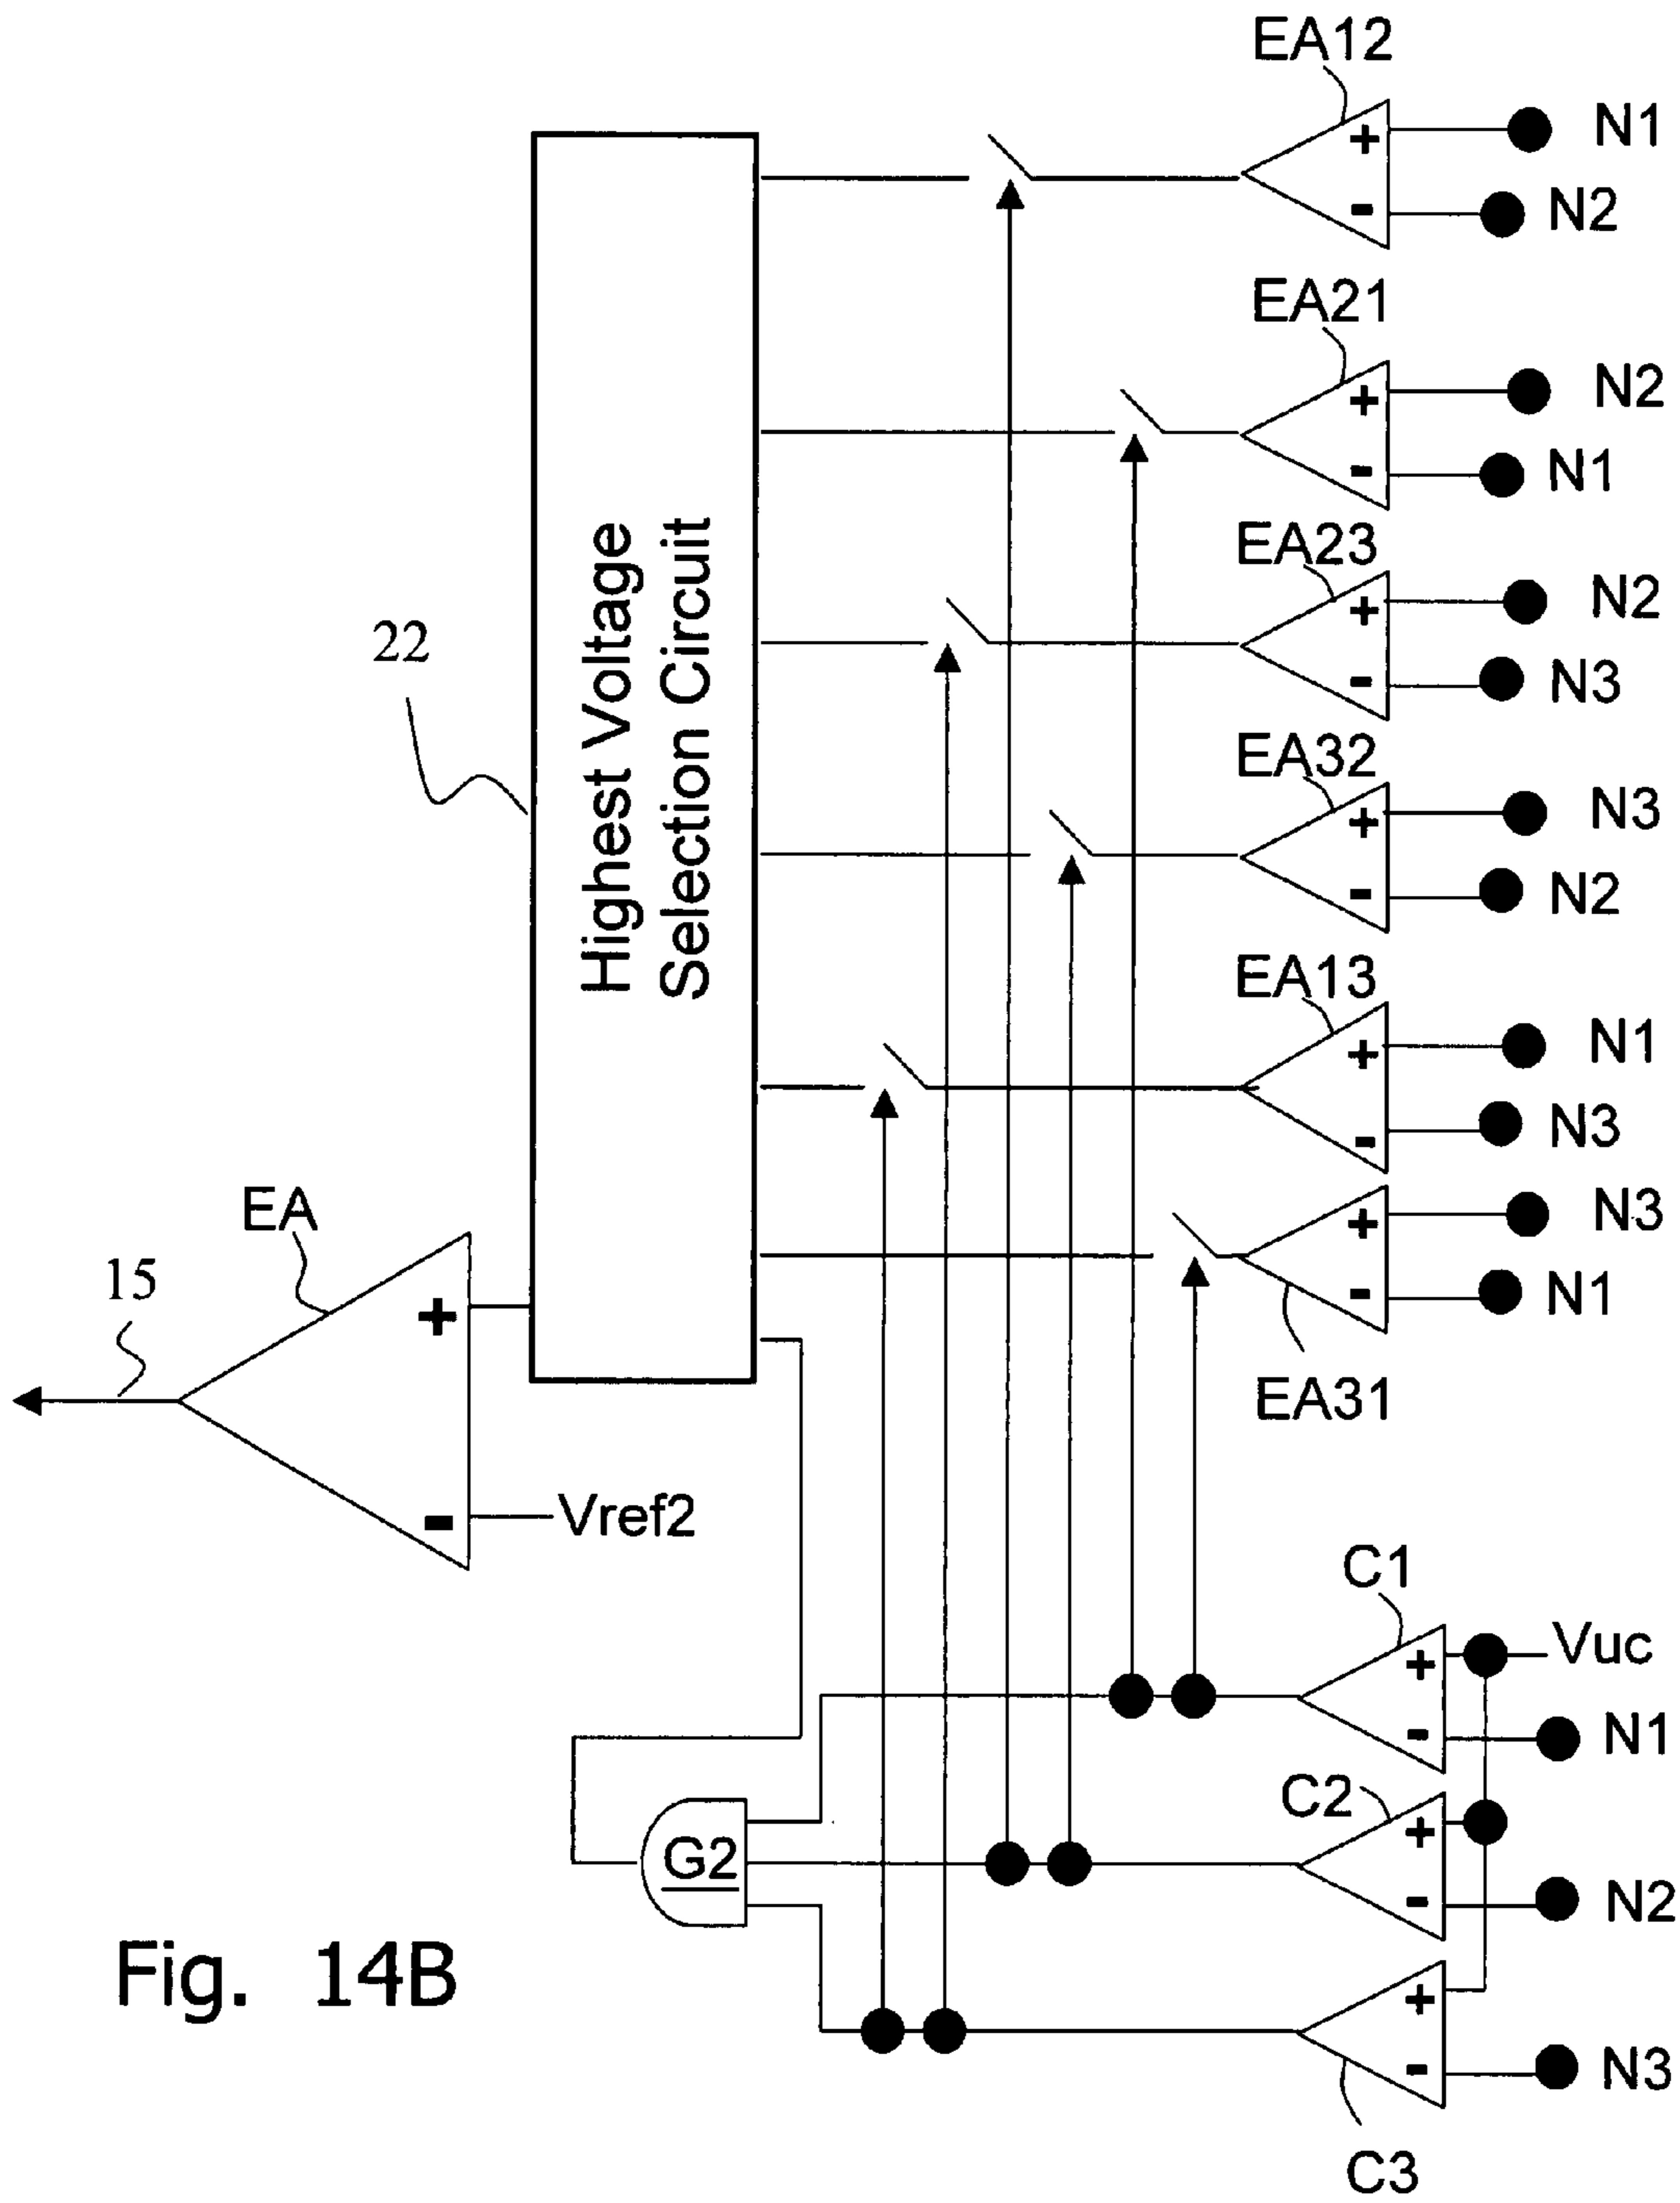 EA12
N1
N2
EA21
N2
N1
EA23
N2
N3
22
Highest Voltage
Selection Circuit
EA32
N3
N2
EA13
N1
N3
EA
N3
15
N1
EA31
+
-
+
-
+
-
+
-
+
-
+
-
+
-
Vref2
C1
+
Vuc
-
N1
C2
+
G2
-
N2
Fig. 14B
+
-
N3
C3